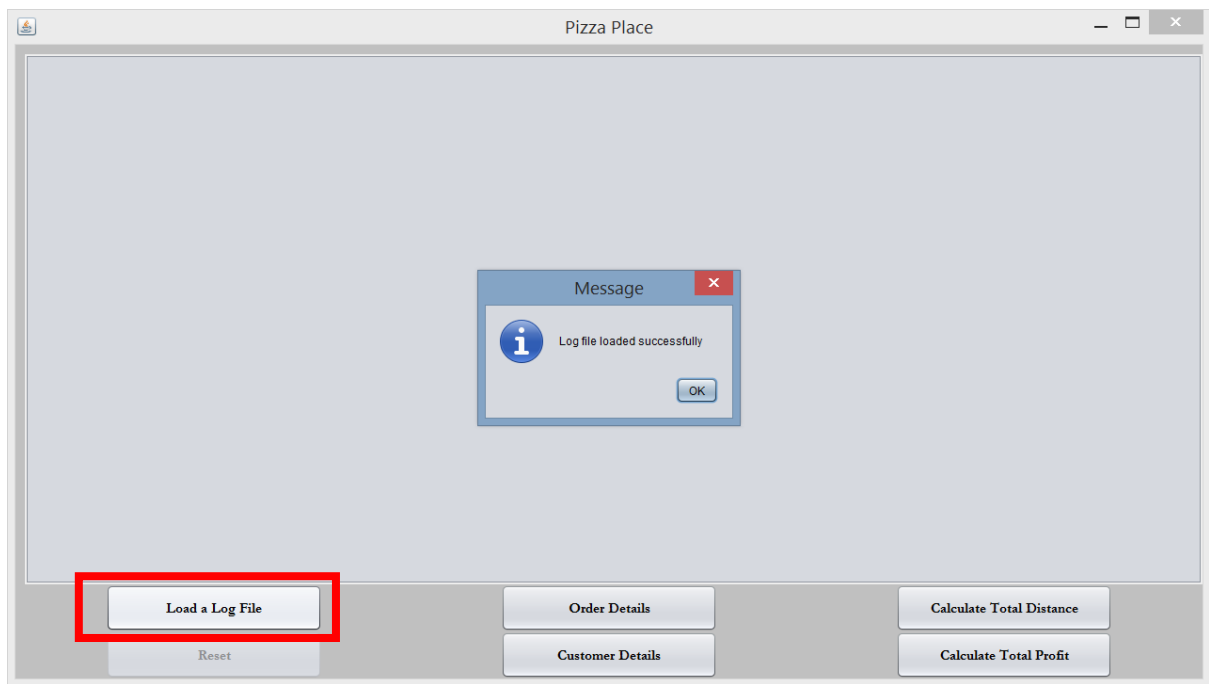 Pizza Place
Message
Log file loaded successfully
OK
Load a Log File
Order Details
Calculate Total Distance
Reset
Customer Details
Calculate Total Profit